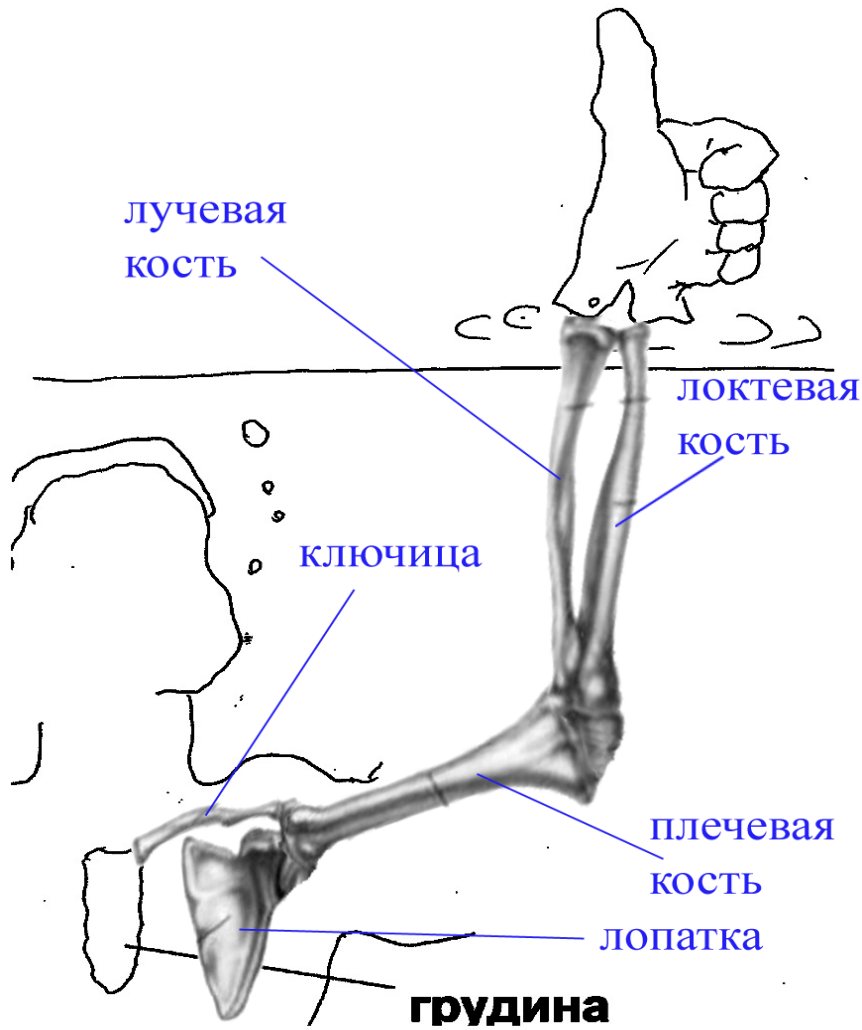 лучевая
кость
локтевая
кость
ключица
плечевая
кость
лопатка
грудина